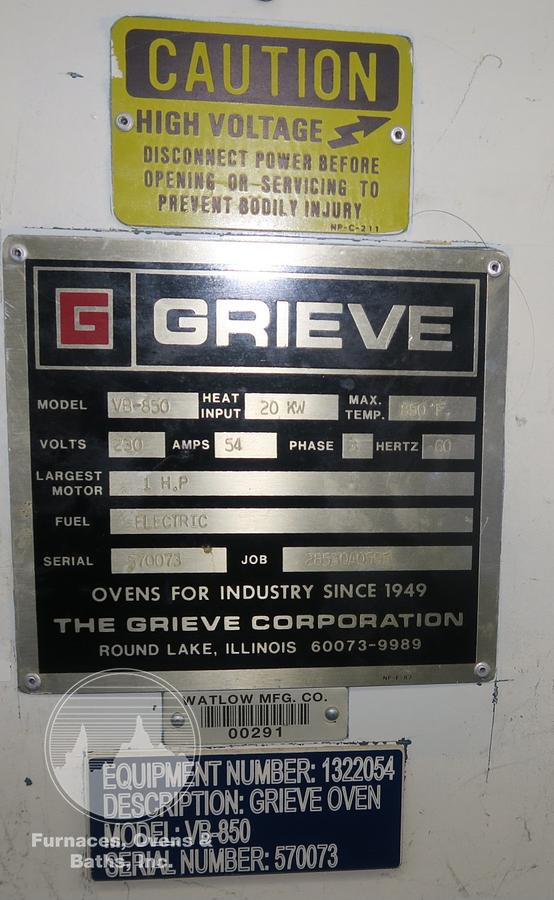 CAUTION
HIGH VOLTAGE
DISCONNECT POWER BEFORE
OPENING OR SERVICING TO
PREVENT BODILY INJURY
NP-C-211
G GRIEVE
MODEL VB-850 HEAT INPUT 20 KW MAX. TEMP. 850°F.
VOLTS 230 AMPS 54 PHASE 3 HERTZ 60
LARGEST MOTOR 1 H.P
FUEL ELECTRIC
SERIAL 570073 JOB
OVENS FOR INDUSTRY SINCE 1949
THE GRIEVE CORPORATION
ROUND LAKE, ILLINOIS 60073-9989
WATLOW MFG. CO.
00291
EQUIPMENT NUMBER: 1322054
DESCRIPTION: GRIEVE OVEN
MODEL: VB-850
SERIAL NUMBER: 570073
Furnaces, Ovens &
Baths, Inc.